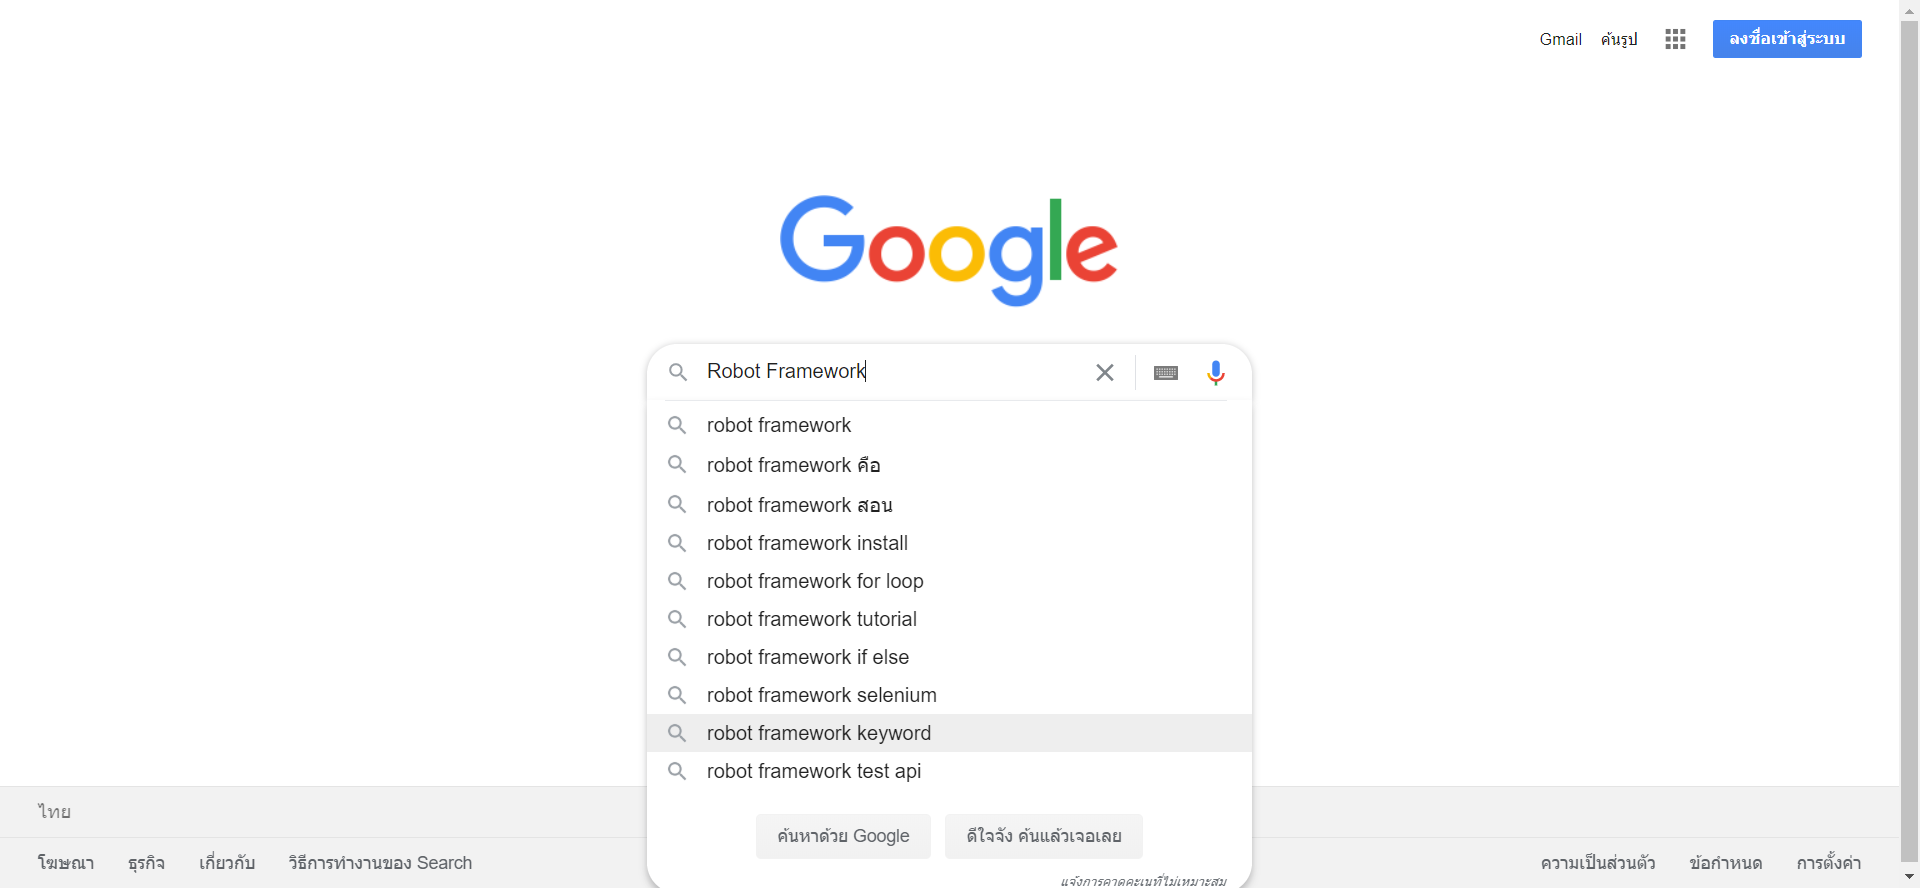 Gmail ค้นรูป ลงชื่อเข้าสู่ระบบ
Google
Robot Framework
robot framework
robot framework คือ
robot framework สอน
robot framework install
robot framework for loop
robot framework tutorial
robot framework if else
robot framework selenium
robot framework keyword
robot framework test api
ไทย
ค้นหาด้วย Google ดีใจจัง ค้นแล้วเจอเลย
โฆษณา ธุรกิจ เกี่ยวกับ วิธีการทำงานของ Search ความเป็นส่วนตัว ข้อกำหนด การตั้งค่า
แจ้งการคาดคะเนที่ไม่เหมาะสม